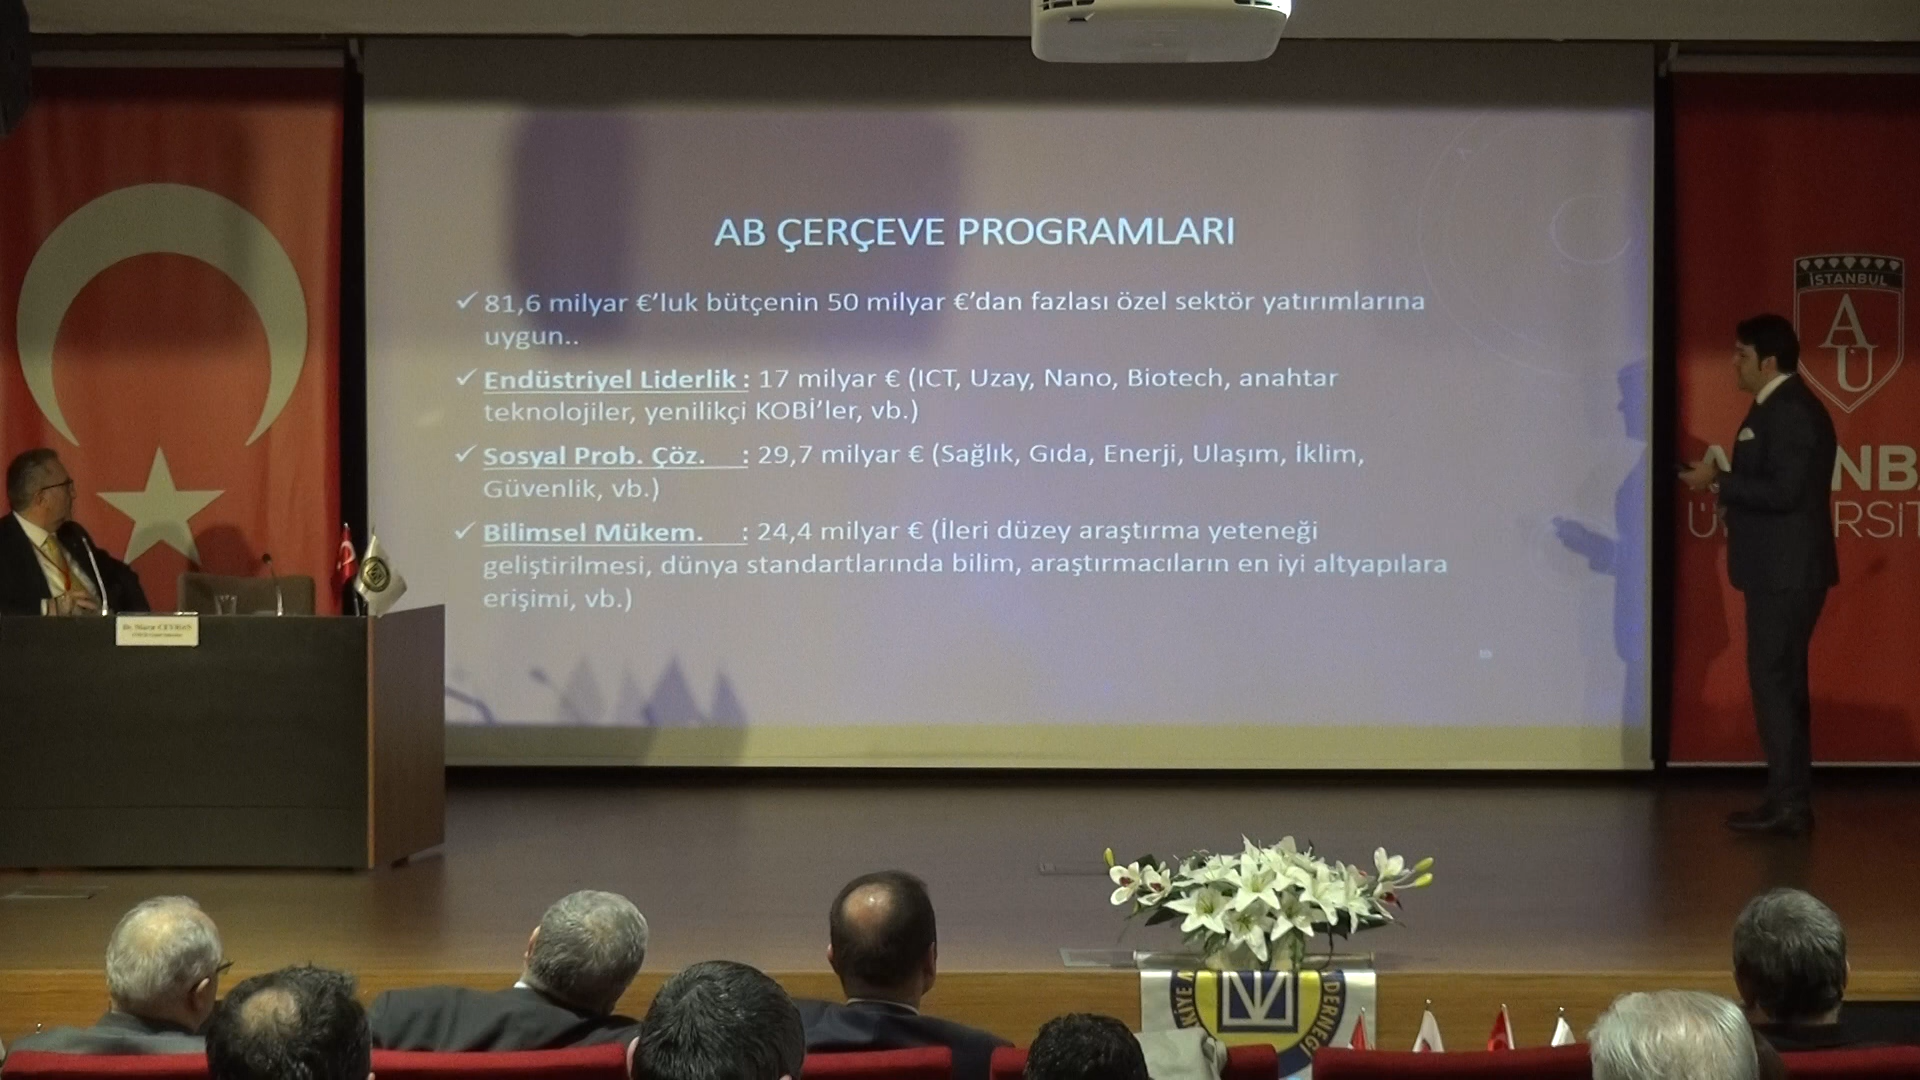 AB ÇERÇEVE PROGRAMLARI
✓ 81,6 milyar €'luk bütçenin 50 milyar €'dan fazlası özel sektör yatırımlarına
uygun..
✓ Endüstriyel Liderlik : 17 milyar € (ICT, Uzay, Nano, Biotech, anahtar
teknolojiler, yenilikçi KOBİ'ler, vb.)
✓ Sosyal Prob. Çöz. : 29,7 milyar € (Sağlık, Gıda, Enerji, Ulaşım, İklim,
Güvenlik, vb.)
✓ Bilimsel Mükem. : 24,4 milyar € (İleri düzey araştırma yeteneği
geliştirilmesi, dünya standartlarında bilim, araştırmacıların en iyi altyapılara
erişimi, vb.)
İSTANBUL
AÜ
DERNEĞİ